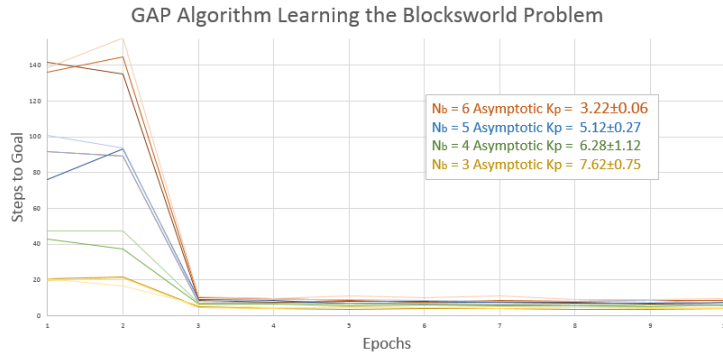 GAP Algorithm Learning the Blocksworld Problem
140
120
100
80
60
40
20
0
Steps to Goal
Nb = 6 Asymptotic Kp = 3.22±0.06
Nb = 5 Asymptotic Kp = 5.12±0.27
Nb = 4 Asymptotic Kp = 6.28±1.12
Nb = 3 Asymptotic Kp = 7.62±0.75
1 2 3 4 5 6 7 8 9
Epochs